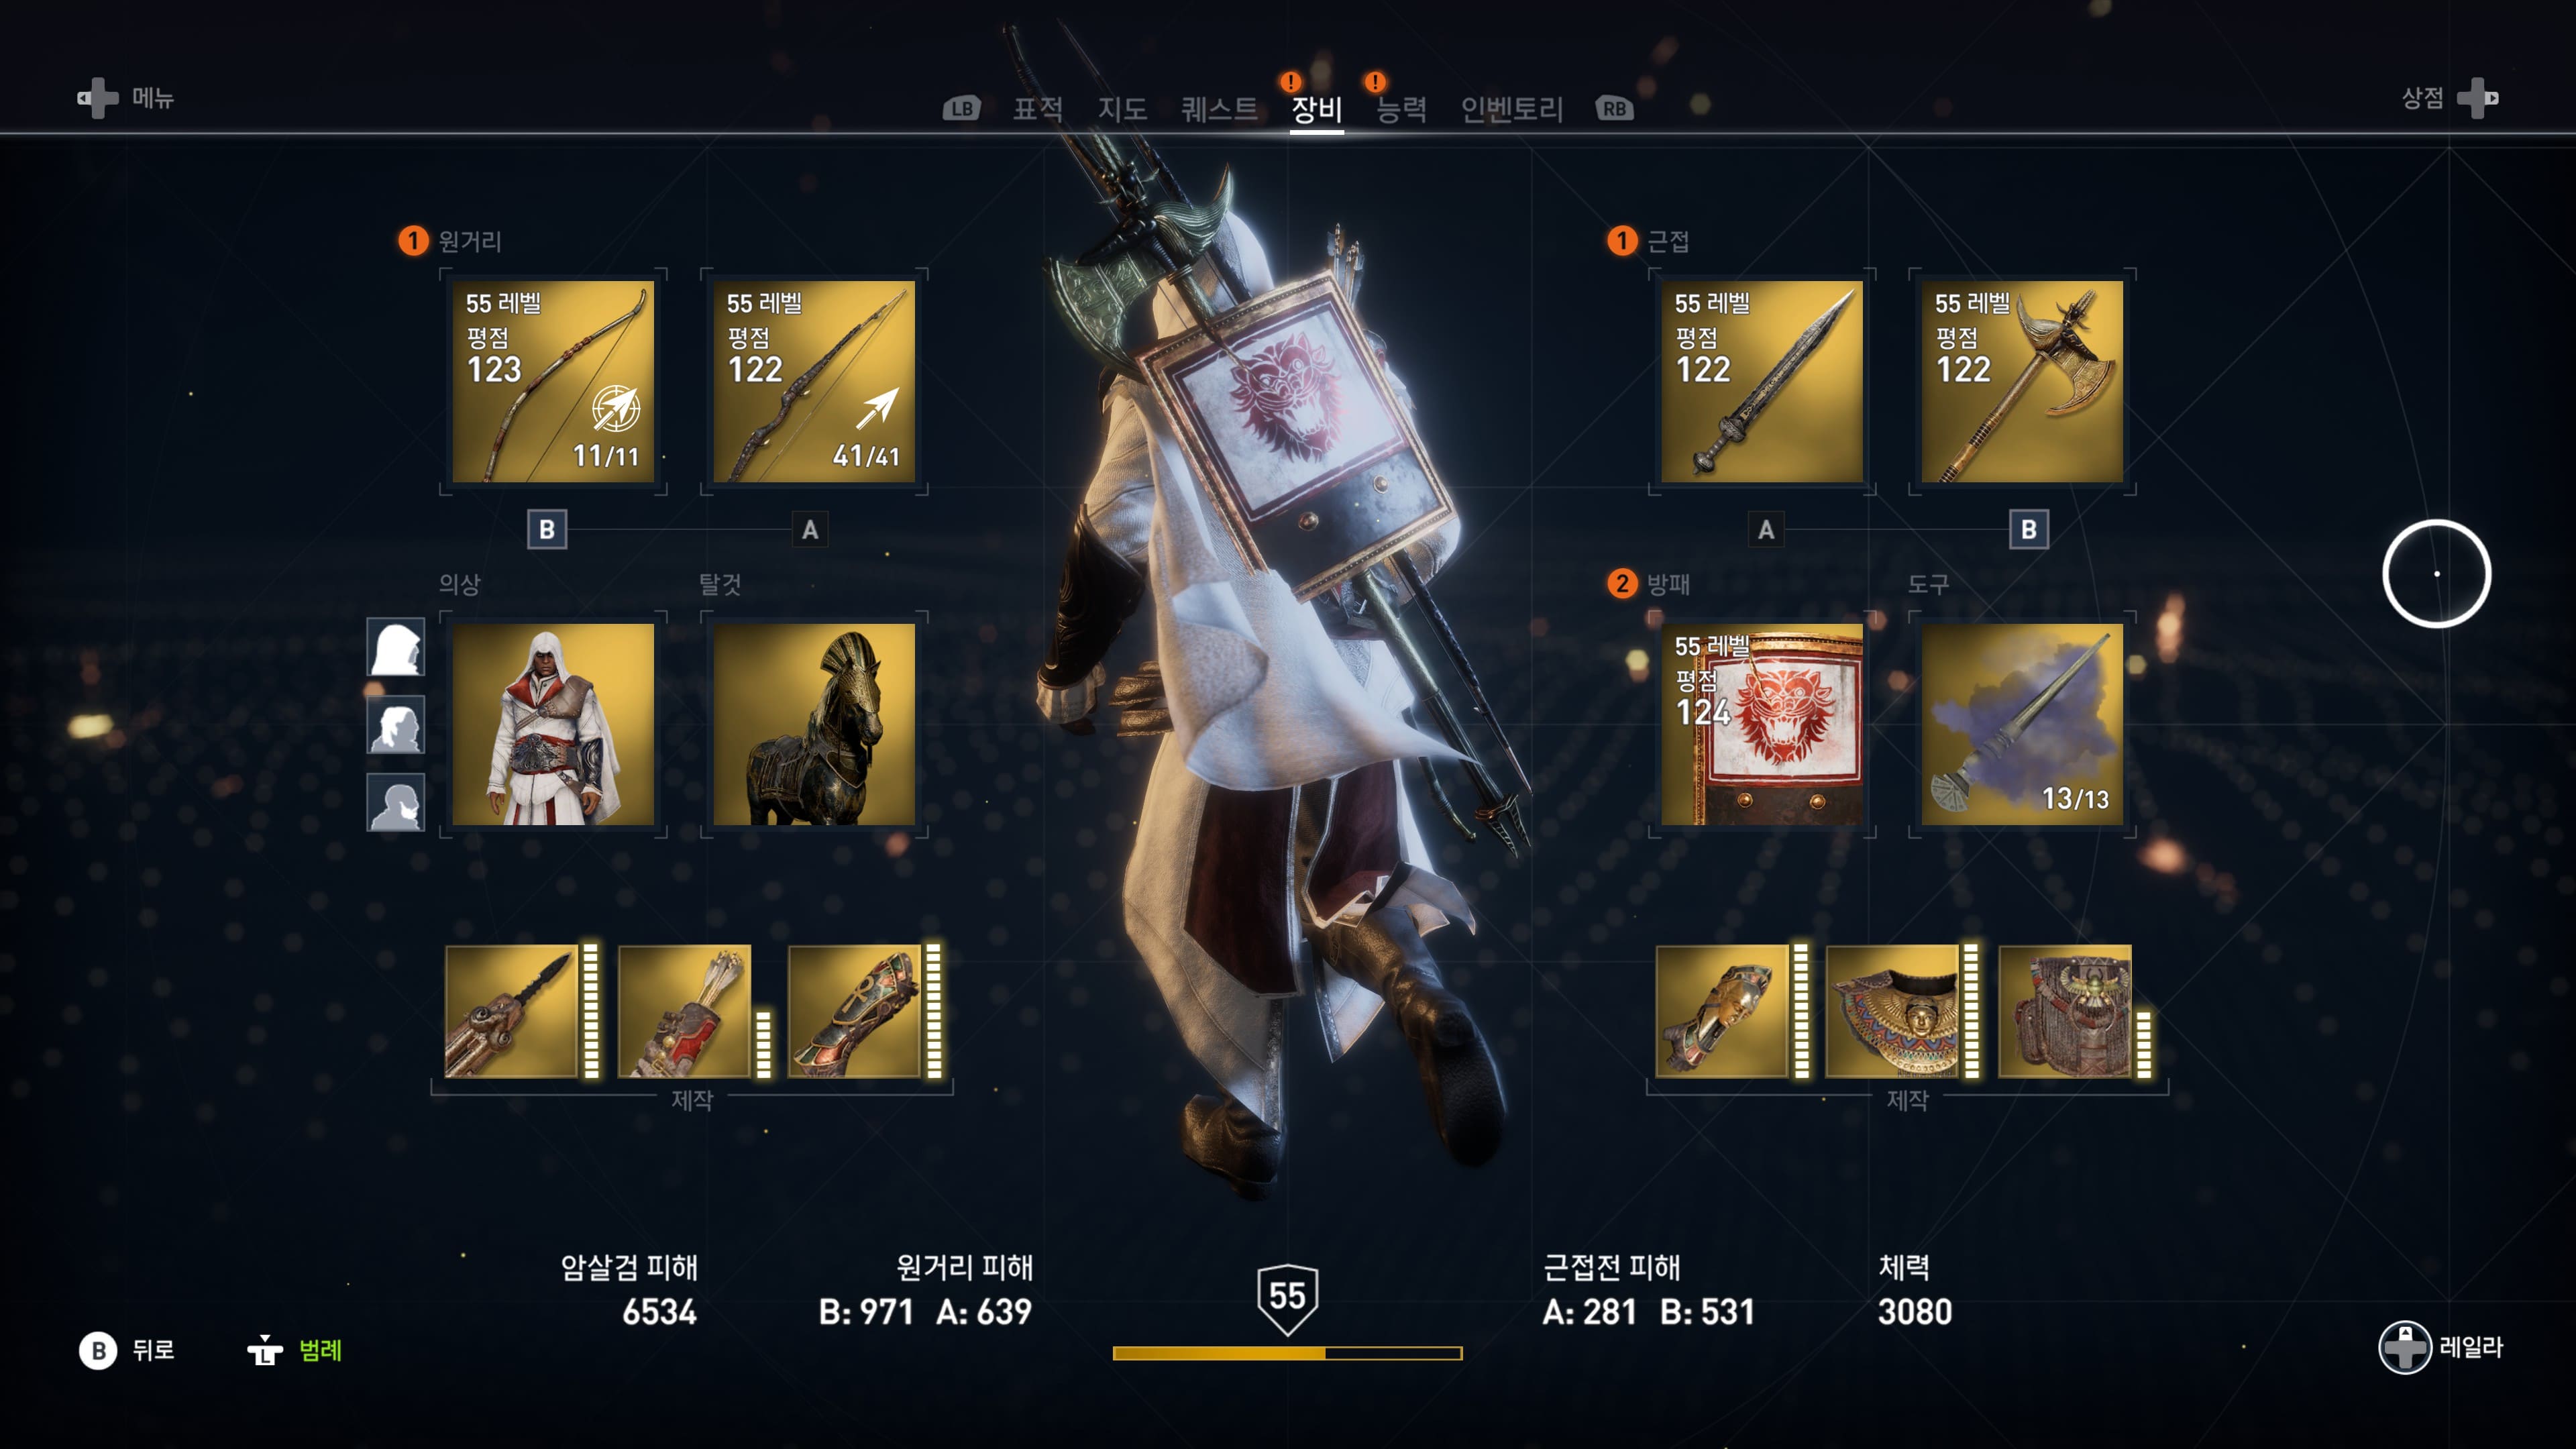 메뉴
LB 표적 지도 퀘스트 ! 장비 ! 능력 인벤토리 RB
상점
1 원거리
55 레벨
평점
123
11/11
55 레벨
평점
122
41/41
B A
1 근접
55 레벨
평점
122
55 레벨
평점
122
A B
의상
탈것
2 방패
55 레벨
평점
124
도구
13/13
제작
제작
암살검 피해
6534
원거리 피해
B: 971 A: 639
55
근접전 피해
A: 281 B: 531
체력
3080
B 뒤로
L 범례
레일라